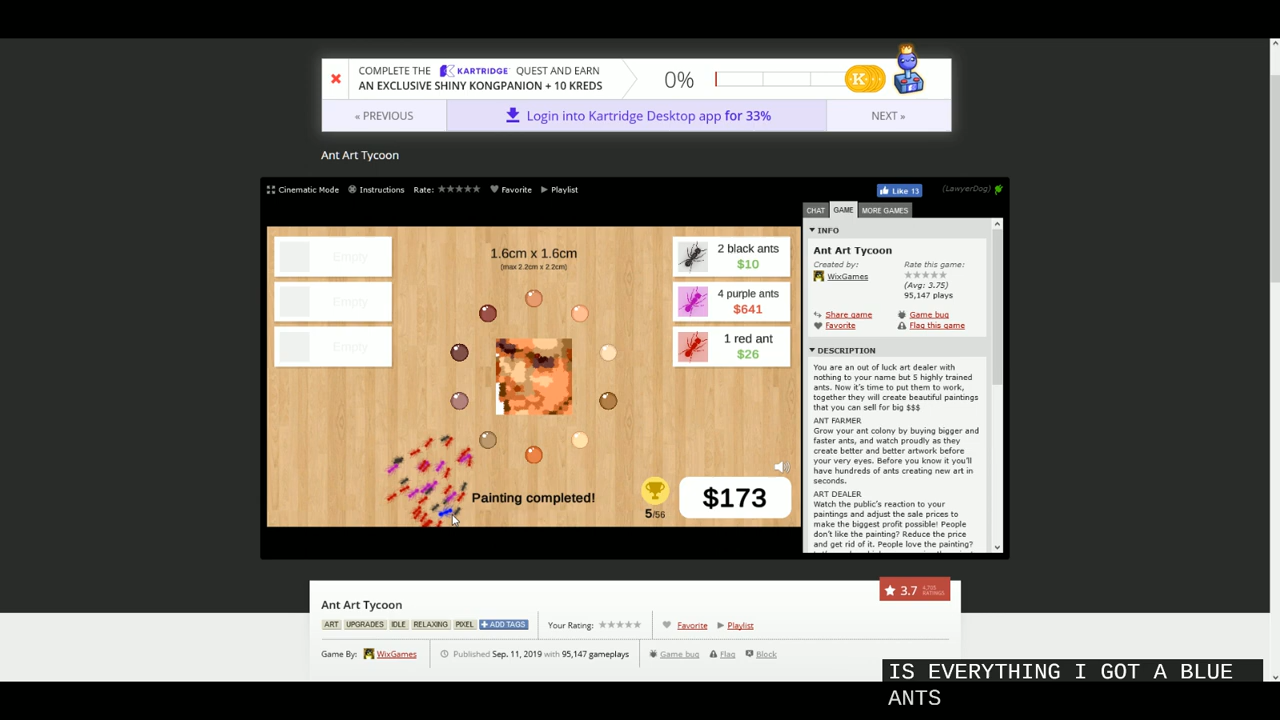 COMPLETE THE KARTRIDGE QUEST AND EARN
AN EXCLUSIVE SHINY KONGPANION + 10 KREDS
0%
K
« PREVIOUS
Login into Kartridge Desktop app for 33%
NEXT »
Ant Art Tycoon
Cinematic Mode
Instructions
Rate:
Favorite
Playlist
Like 13
(LawyerDog)
CHAT
GAME
MORE GAMES
Empty
Empty
Empty
1.6cm x 1.6cm
(max 2.2cm x 2.2cm)
2 black ants
$10
4 purple ants
$641
1 red ant
$26
Painting completed!
5/56
$173
INFO
Ant Art Tycoon
Created by:
WixGames
Rate this game:
(Avg: 3.75)
95,147 plays
Share game
Game bug
Favorite
Flag this game
DESCRIPTION
You are an out of luck art dealer with
nothing to your name but 5 highly trained
ants. Now it's time to put them to work,
together they will create beautiful paintings
that you can sell for big $$$
ANT FARMER
Grow your ant colony by buying bigger and
faster ants, and watch proudly as they
create better and better artwork before
your very eyes. Before you know it you'll
have hundreds of ants creating new art in
seconds.
ART DEALER
Watch the public's reaction to your
paintings and adjust the sale prices to
make the biggest profit possible! People
don't like the painting? Reduce the price
and get rid of it. People love the painting?
Ant Art Tycoon
3.7
RATINGS
ART
UPGRADES
IDLE
RELAXING
PIXEL
ADD TAGS
Your Rating:
Favorite
Playlist
Game By:
WixGames
Published Sep. 11, 2019 with 95,147 gameplays
Game bug
Flag
Block
IS EVERYTHING I GOT A BLUE
ANTS